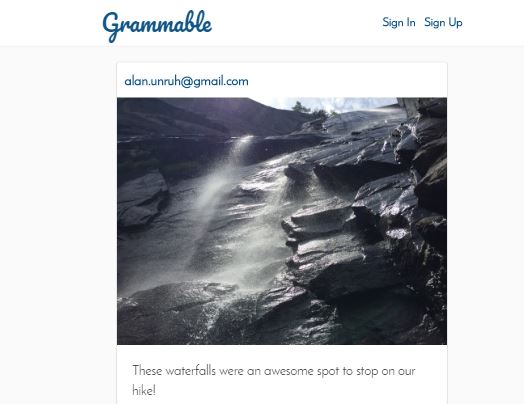 Grammable
Sign In Sign Up
alan.unruh@gmail.com
These waterfalls were an awesome spot to stop on our
hike!